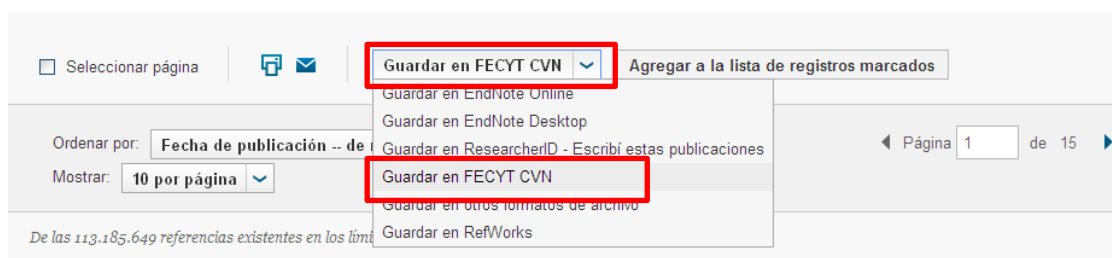 Seleccionar página
Guardar en FECYT CVN
Agregar a la lista de registros marcados
Guardar en EndNote Online
Guardar en EndNote Desktop
Guardar en ResearcherID - Escribí estas publicaciones
Guardar en FECYT CVN
Guardar en otros formatos de archivo
Guardar en RefWorks
Ordenar por: Fecha de publicación -- de
Mostrar: 10 por página
Página 1 de 15
De las 113.185.649 referencias existentes en los